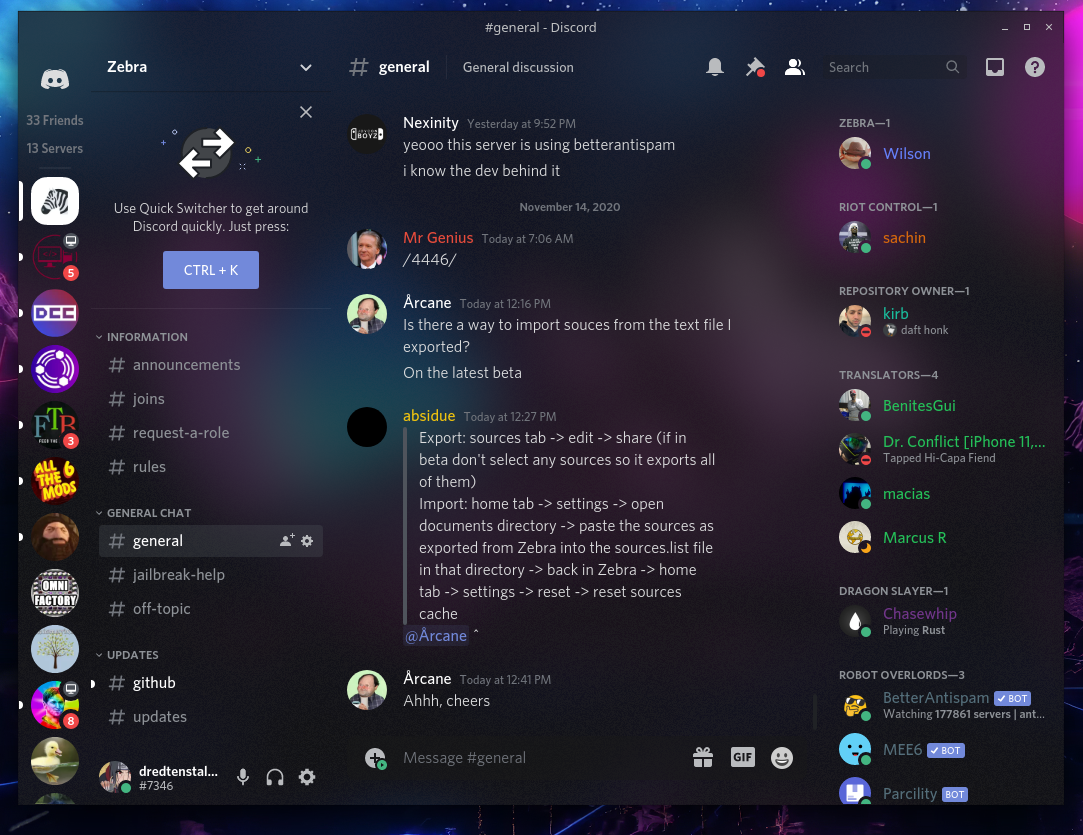 #general - Discord
33 Friends
13 Servers
5
DCC
FTB
FEED THE
3
ALL THE MODS 6
OMNI FACTORY
8
Zebra
Use Quick Switcher to get around
Discord quickly. Just press:
CTRL + K
INFORMATION
# announcements
# joins
# request-a-role
# rules
GENERAL CHAT
# general
# jailbreak-help
# off-topic
UPDATES
# github
# updates
dredtenstal...
#7346
# general
General discussion
Search
BOYZ
Nexinity Yesterday at 9:52 PM
yeooo this server is using betterantispam
i know the dev behind it
November 14, 2020
Mr Genius Today at 7:06 AM
/4446/
Årcane Today at 12:16 PM
Is there a way to import souces from the text file I
exported?
On the latest beta
absidue Today at 12:27 PM
Export: sources tab -> edit -> share (if in
beta don't select any sources so it exports all
of them)
Import: home tab -> settings -> open
documents directory -> paste the sources as
exported from Zebra into the sources.list file
in that directory -> back in Zebra -> home
tab -> settings -> reset -> reset sources
cache
@Årcane ^
Årcane Today at 12:41 PM
Ahhh, cheers
Message #general
GIF
ZEBRA—1
Wilson
RIOT CONTROL—1
sachin
REPOSITORY OWNER—1
kirb
daft honk
TRANSLATORS—4
BenitesGui
Dr. Conflict [iPhone 11,...
Tapped Hi-Capa Fiend
macias
Marcus R
DRAGON SLAYER—1
Chasewhip
Playing Rust
ROBOT OVERLORDS—3
BetterAntispam ✓ BOT
Watching 177861 servers | ant...
MEE6 ✓ BOT
Parcility BOT